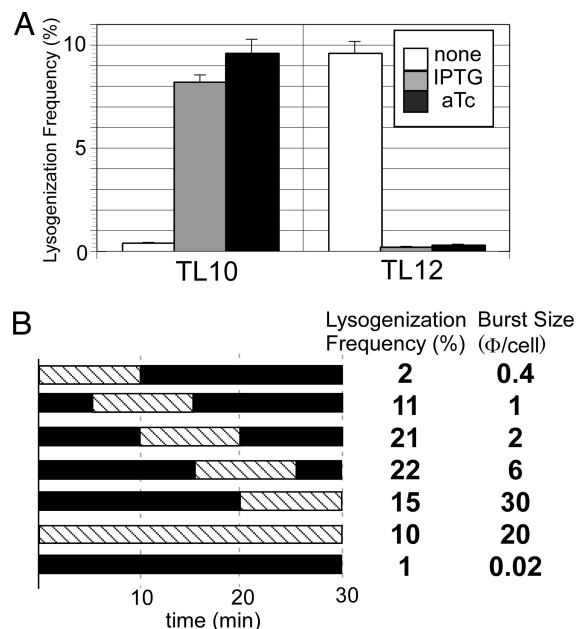 A
Lysogenization Frequency (%)
10
5
0
none
IPTG
aTc
TL10
TL12
B
Lysogenization Frequency (%)
Burst Size (Φ/cell)
2 0.4
11 1
21 2
22 6
15 30
10 20
1 0.02
10 20 30
time (min)